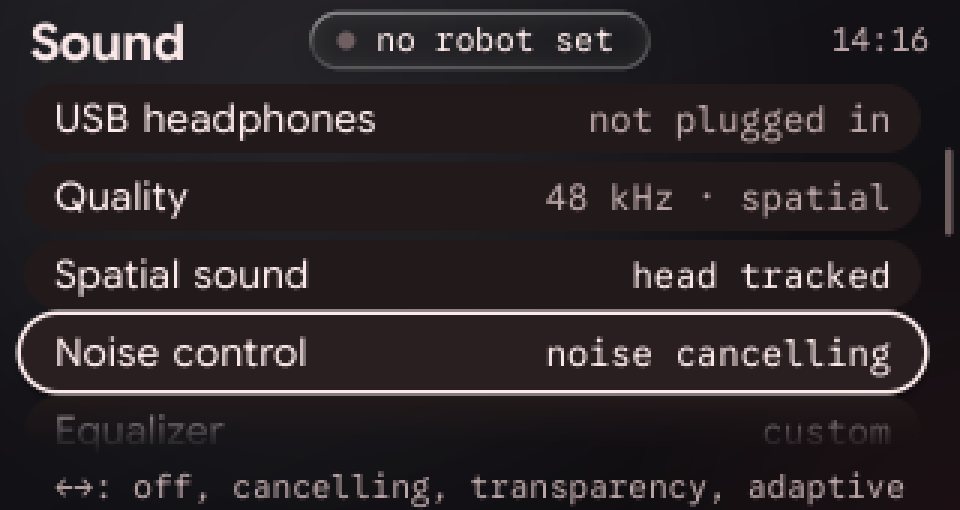 Sound
no robot set
14:16
USB headphones not plugged in
Quality 48 kHz · spatial
Spatial sound head tracked
Noise control noise cancelling
Equalizer custom
↔: off, cancelling, transparency, adaptive